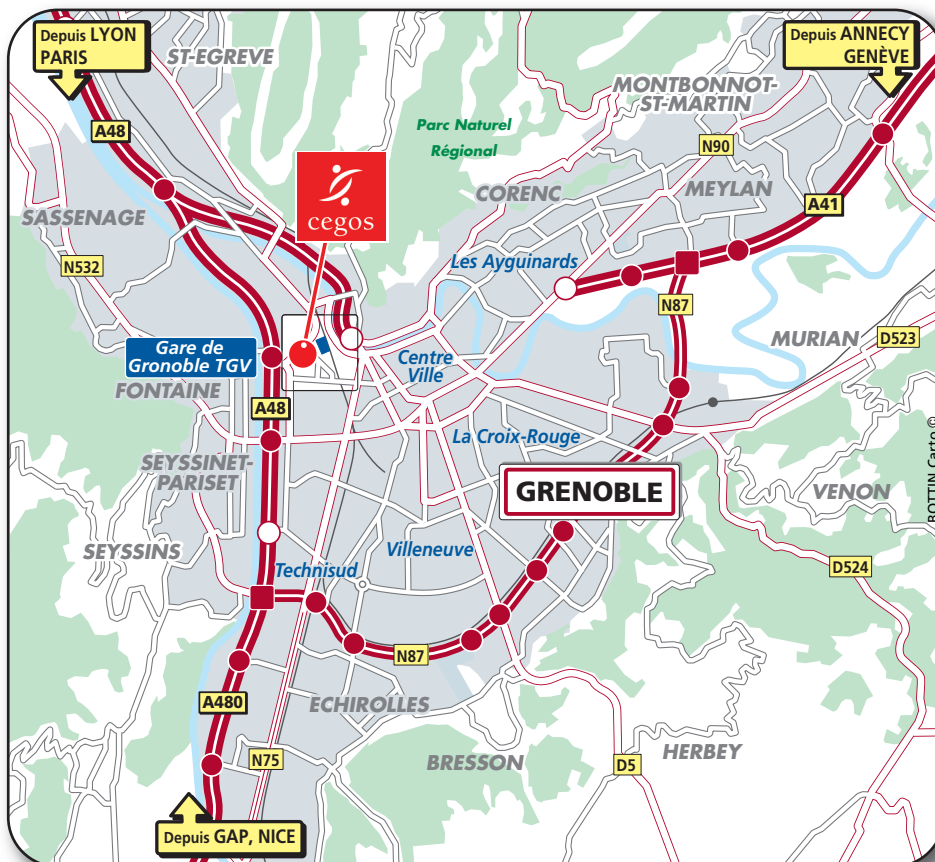 Depuis LYON
PARIS
ST-EGREVE
Depuis ANNECY
GENÈVE
MONTBONNOT-
ST-MARTIN
A48
Parc Naturel
Régional
N90
CORENC
MEYLAN
A41
cegos
SASSENAGE
N532
Les Ayguinards
N87
MURIAN
D523
Gare de
Gronoble TGV
Centre
Ville
FONTAINE
A48
La Croix-Rouge
SEYSSINET-
PARISET
GRENOBLE
VENON
BOTTIN Carto ©
SEYSSINS
Villeneuve
Technisud
D524
N87
A480
ECHIROLLES
N75
BRESSON
HERBEY
D5
Depuis GAP, NICE